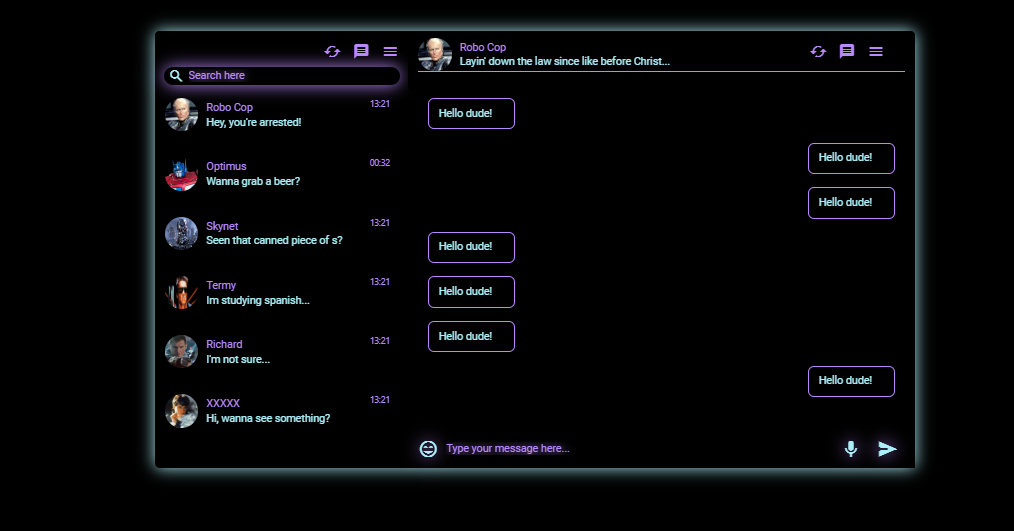 Search here
Robo Cop
13:21
Hey, you're arrested!
Optimus
00:32
Wanna grab a beer?
Skynet
13:21
Seen that canned piece of s?
Termy
13:21
Im studying spanish...
Richard
13:21
I'm not sure...
XXXXX
13:21
Hi, wanna see something?
Robo Cop
Layin' down the law since like before Christ...
Hello dude!
Hello dude!
Hello dude!
Hello dude!
Hello dude!
Hello dude!
Hello dude!
Type your message here...